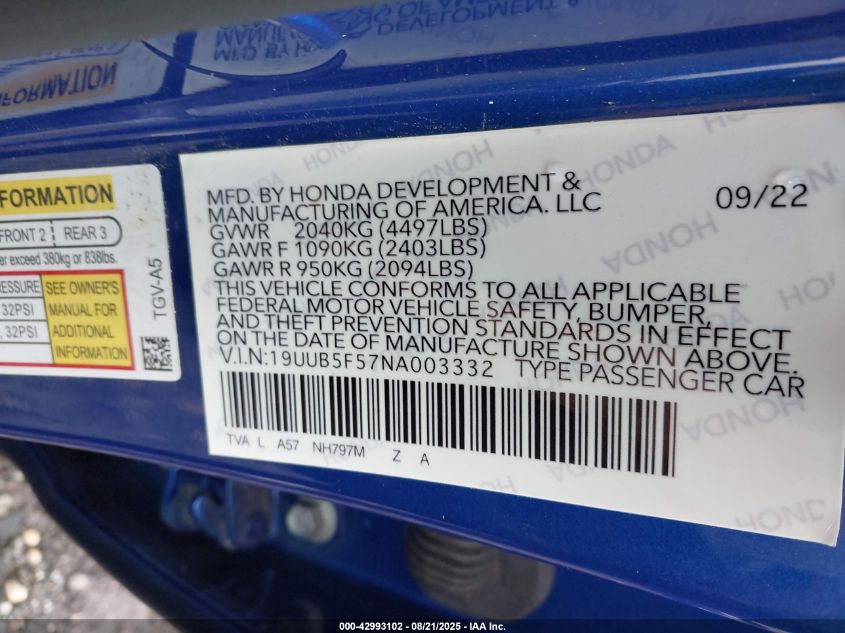 FORMATION
FRONT 2 | REAR 3
exceed 380kg or 838lbs.
PRESSURE
SEE OWNER'S
32PSI
MANUAL FOR
ADDITIONAL
, 32PSI
INFORMATION
TGV-A5
MFD. BY HONDA DEVELOPMENT &
MANUFACTURING OF AMERICA. LLC 09/22
GVWR 2040KG (4497LBS)
GAWR F 1090KG (2403LBS)
GAWR R 950KG (2094LBS)
THIS VEHICLE CONFORMS TO ALL APPLICABLE
FEDERAL MOTOR VEHICLE SAFETY, BUMPER,
AND THEFT PREVENTION STANDARDS IN EFFECT
ON THE DATE OF MANUFACTURE SHOWN ABOVE.
V.I.N:19UUB5F57NA003332 TYPE PASSENGER CAR
TVA L A57 NH797M Z A
HONDA
000-42993102 - 08/21/2025 - IAA Inc.